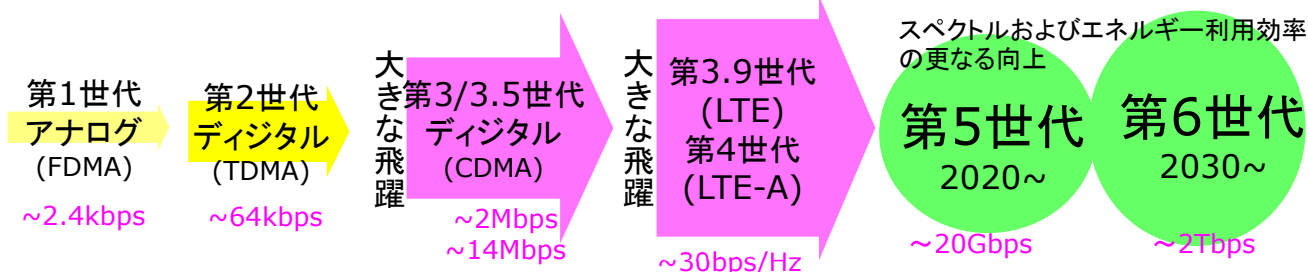 第1世代
アナログ
(FDMA)
~2.4kbps
第2世代
ディジタル
(TDMA)
~64kbps
大きな飛躍
第3/3.5世代
ディジタル
(CDMA)
~2Mbps
~14Mbps
大きな飛躍
第3.9世代
(LTE)
第4世代
(LTE-A)
~30bps/Hz
スペクトルおよびエネルギー利用効率
の更なる向上
第5世代
2020~
~20Gbps
第6世代
2030~
~2Tbps